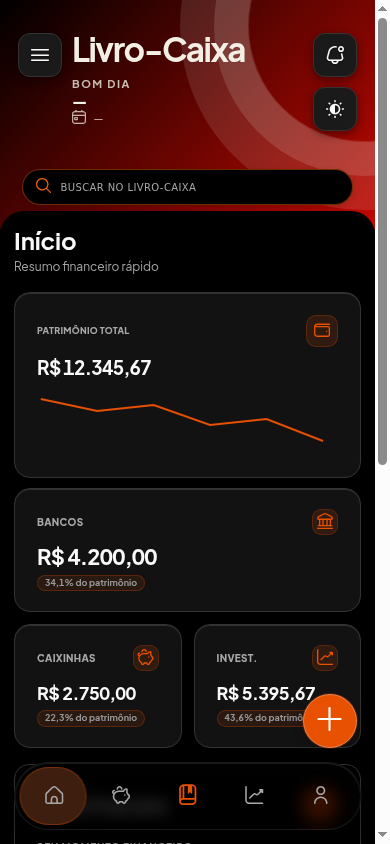 Livro-Caixa
BOM DIA
—
—
BUSCAR NO LIVRO-CAIXA
Início
Resumo financeiro rápido
PATRIMÔNIO TOTAL
R$ 12.345,67
BANCOS
R$ 4.200,00
34,1% do patrimônio
CAIXINHAS
R$ 2.750,00
22,3% do patrimônio
INVEST.
R$ 5.395,67
43,6% do